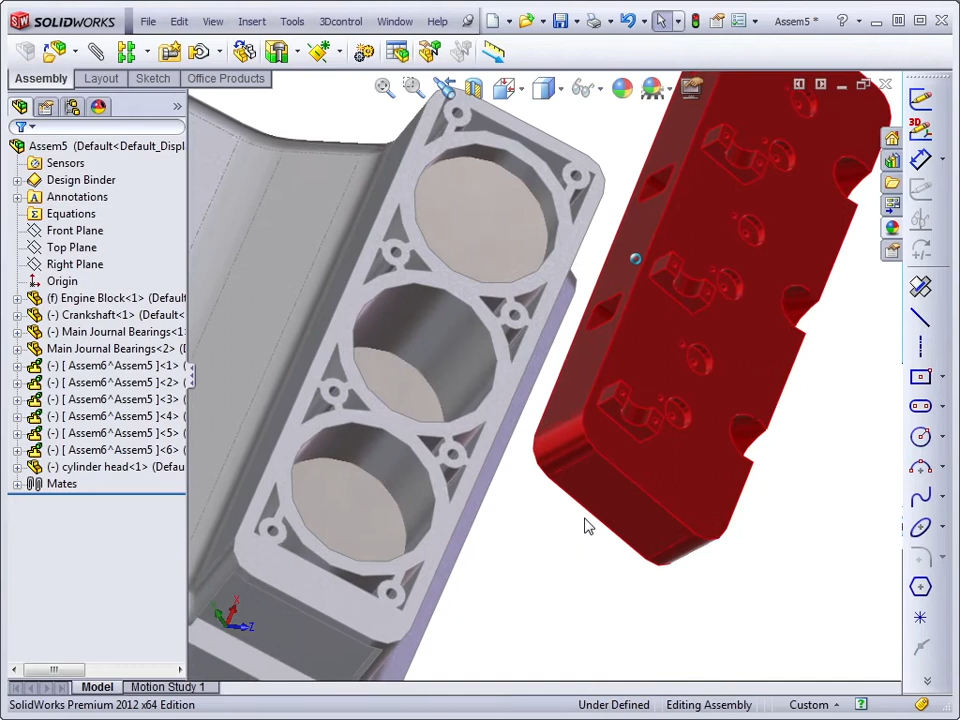 SOLIDWORKS File Edit View Insert Tools 3Dcontrol Window Help Assem5 *
Assembly Layout Sketch Office Products
Assem5 (Default<Default_Displ
Sensors
Design Binder
Annotations
Equations
Front Plane
Top Plane
Right Plane
Origin
(f) Engine Block<1> (Default
(-) Crankshaft<1> (Default
(-) Main Journal Bearings<1>
Main Journal Bearings<2> (
(-) [ Assem6^Assem5 ]<1> (
(-) [ Assem6^Assem5 ]<2> (
(-) [ Assem6^Assem5 ]<3> (
(-) [ Assem6^Assem5 ]<4> (
(-) [ Assem6^Assem5 ]<5> (
(-) [ Assem6^Assem5 ]<6> (
(-) cylinder head<1> (Defau
Mates
3D
X
Z
Model Motion Study 1
SolidWorks Premium 2012 x64 Edition Under Defined Editing Assembly Custom